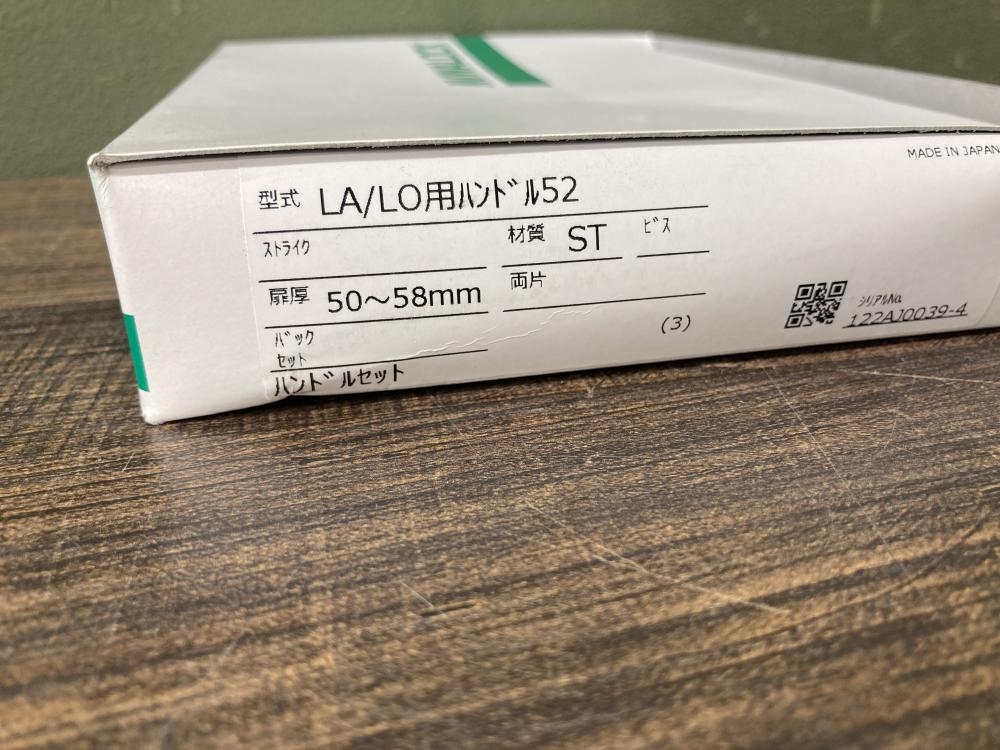 MADE IN JAPAN
型式 LA/LO用ﾊﾝﾄﾞﾙ52
ｽﾄﾗｲｸ 材質 ST ﾋﾞｽ
扉厚 50～58mm 両片
ﾊﾞｯｸ
ｾｯﾄ
(3)
ｼﾘｱﾙNo.
122AJ0039-4
ハンドルセット